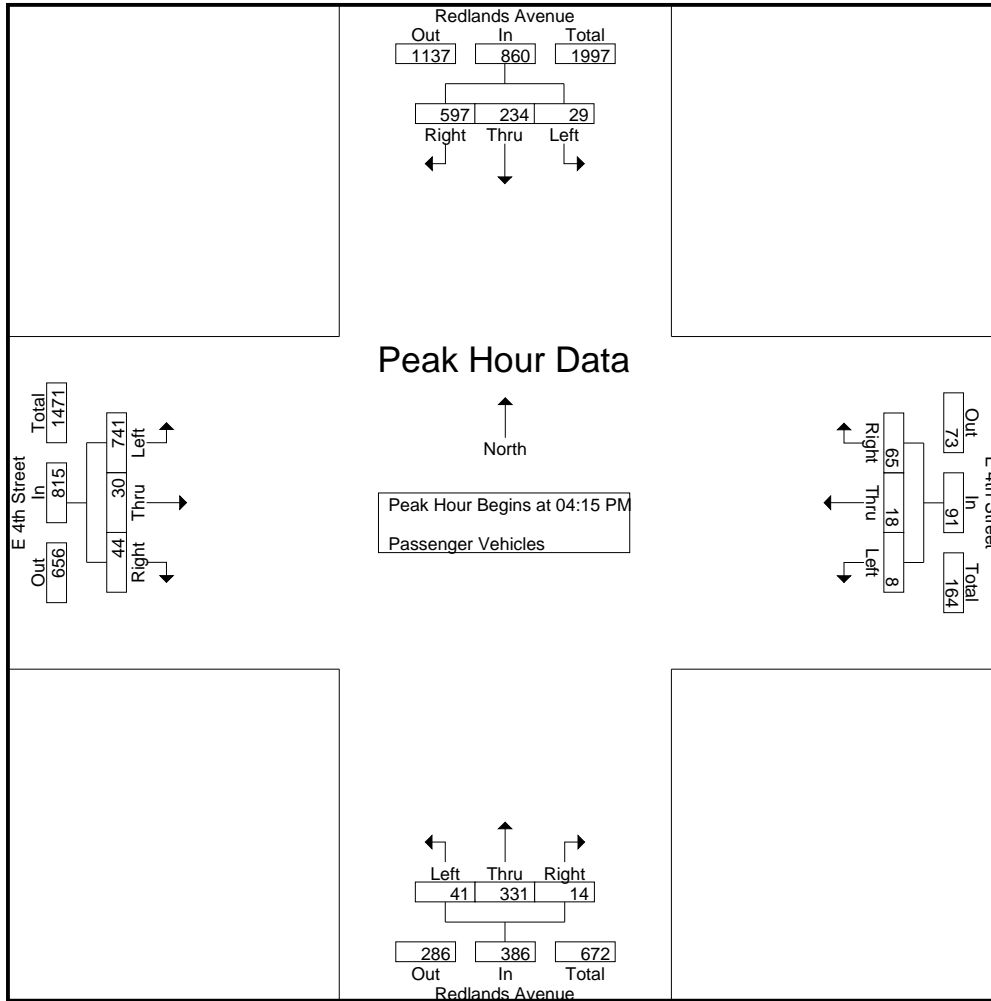 Redlands Avenue
Out In Total
1137 860 1997
597 234 29
Right Thru Left
Peak Hour Data
North
Peak Hour Begins at 04:15 PM
Passenger Vehicles
E 4th Street
Total In Out
1471 815 656
741 30 44
Left Thru Right
E 4th Street
Out In Total
73 91 164
65 18 8
Right Thru Left
Left Thru Right
41 331 14
286 386 672
Out In Total
Redlands Avenue